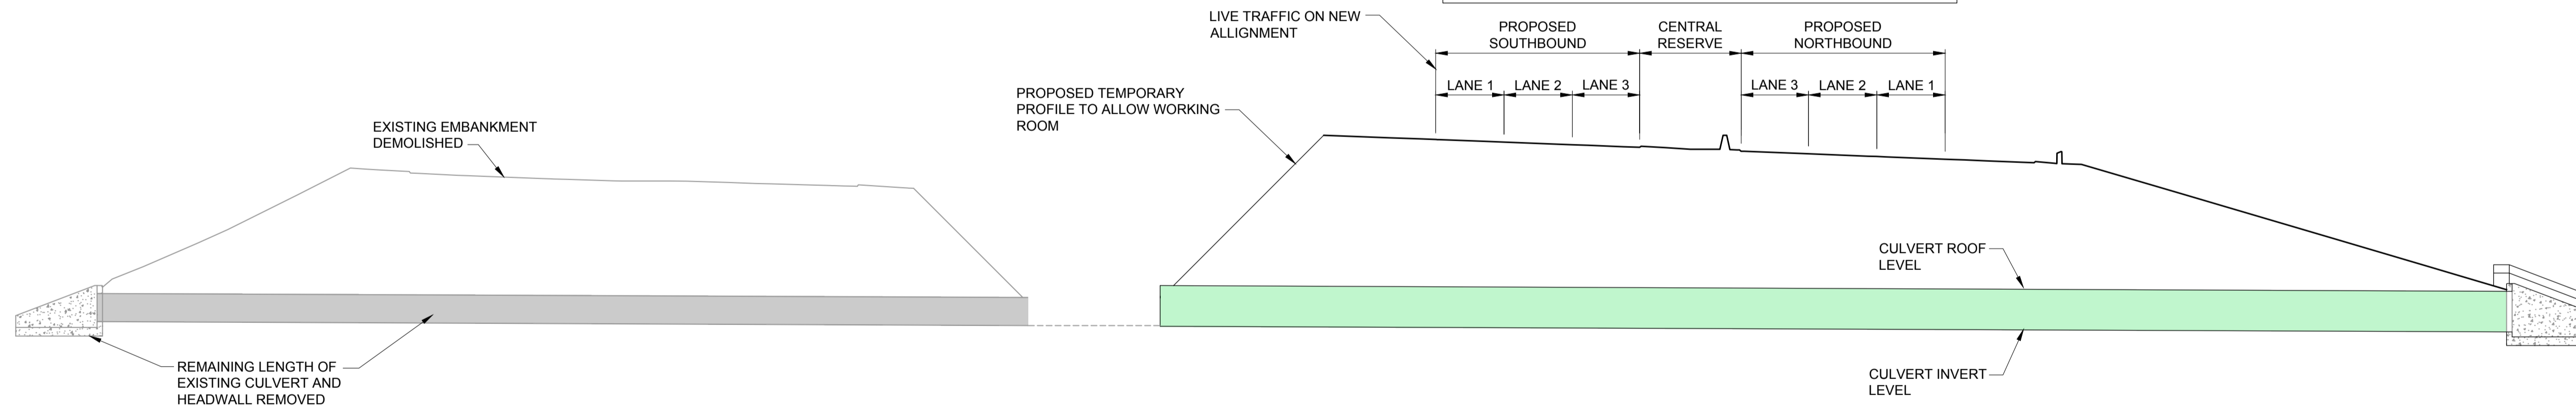 LIVE TRAFFIC ON NEW
ALLIGNMENT
PROPOSED
SOUTHBOUND
CENTRAL
RESERVE
PROPOSED
NORTHBOUND
LANE 1
LANE 2
LANE 3
LANE 3
LANE 2
LANE 1
PROPOSED TEMPORARY
PROFILE TO ALLOW WORKING
ROOM
EXISTING EMBANKMENT
DEMOLISHED
CULVERT ROOF
LEVEL
REMAINING LENGTH OF
EXISTING CULVERT AND
HEADWALL REMOVED
CULVERT INVERT
LEVEL